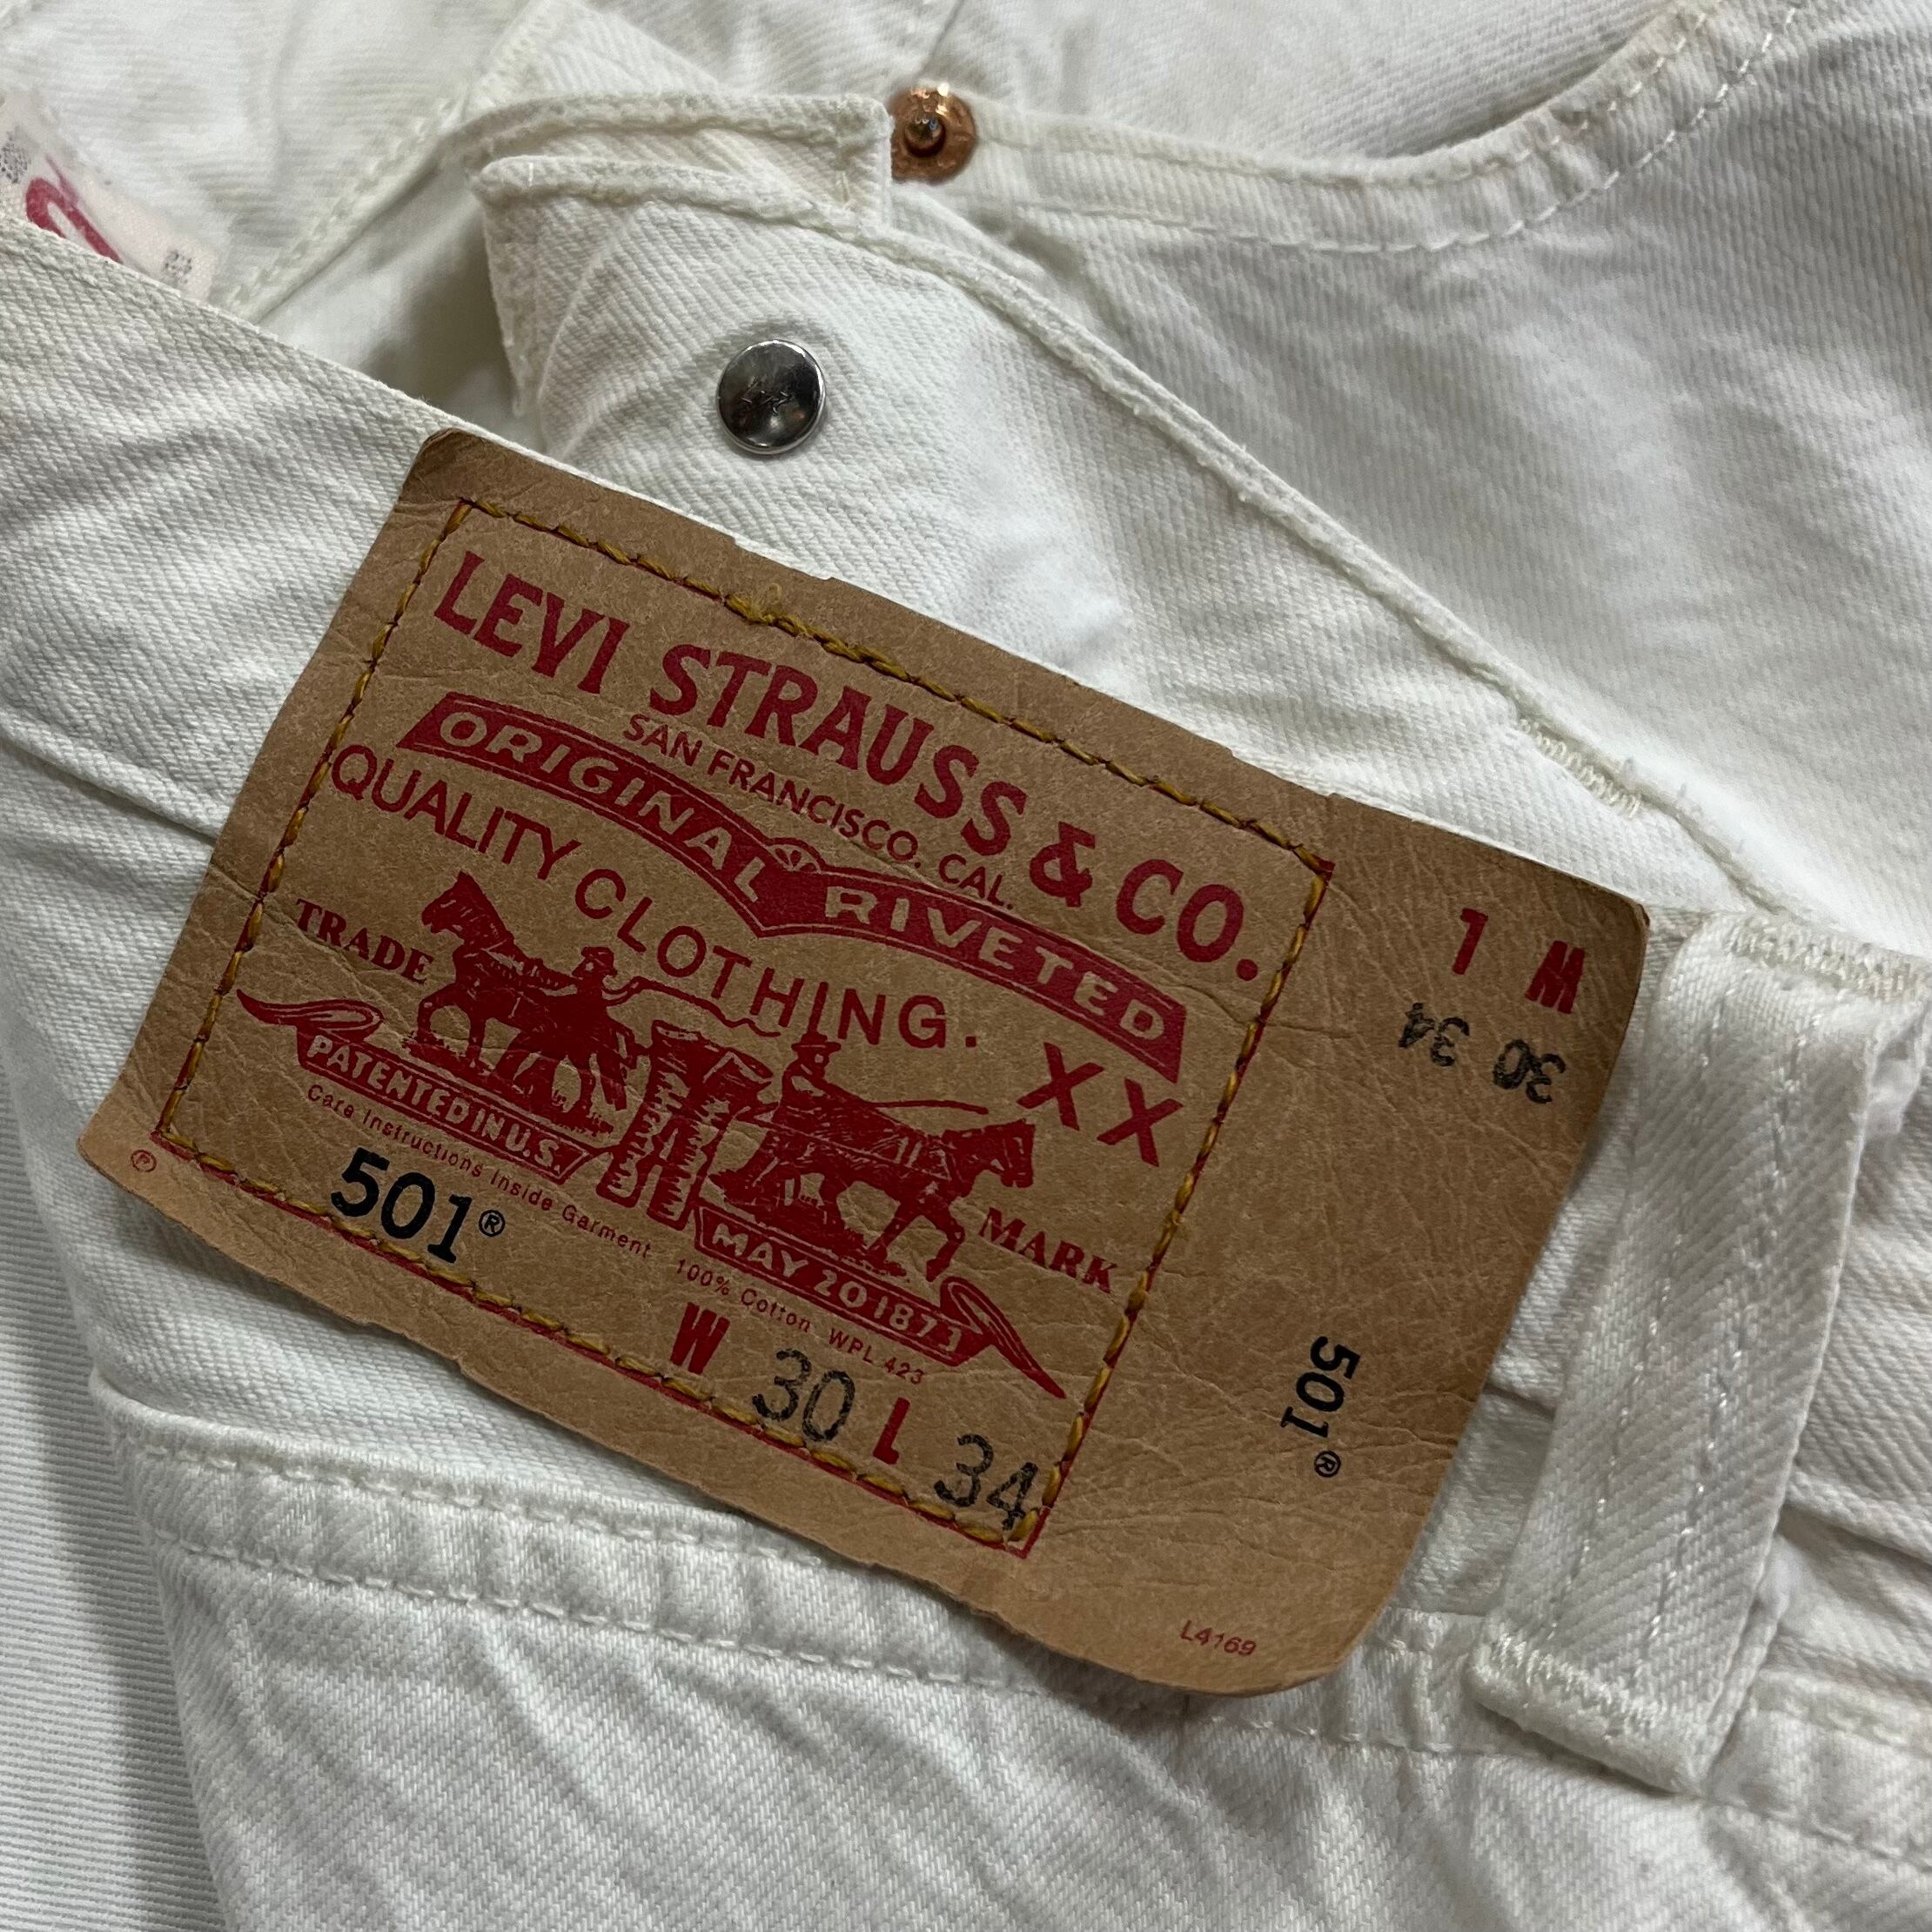 LEVI STRAUSS & CO.
SAN FRANCISCO. CAL.
ORIGINAL RIVETED
QUALITY CLOTHING.
XX
TRADE MARK
PATENTED IN U.S.
MAY 20 1873
Care Instructions Inside Garment 100% Cotton WPL 423
501®
W 30 L 34
Ⓟ
W L
30 34
501®
L4169